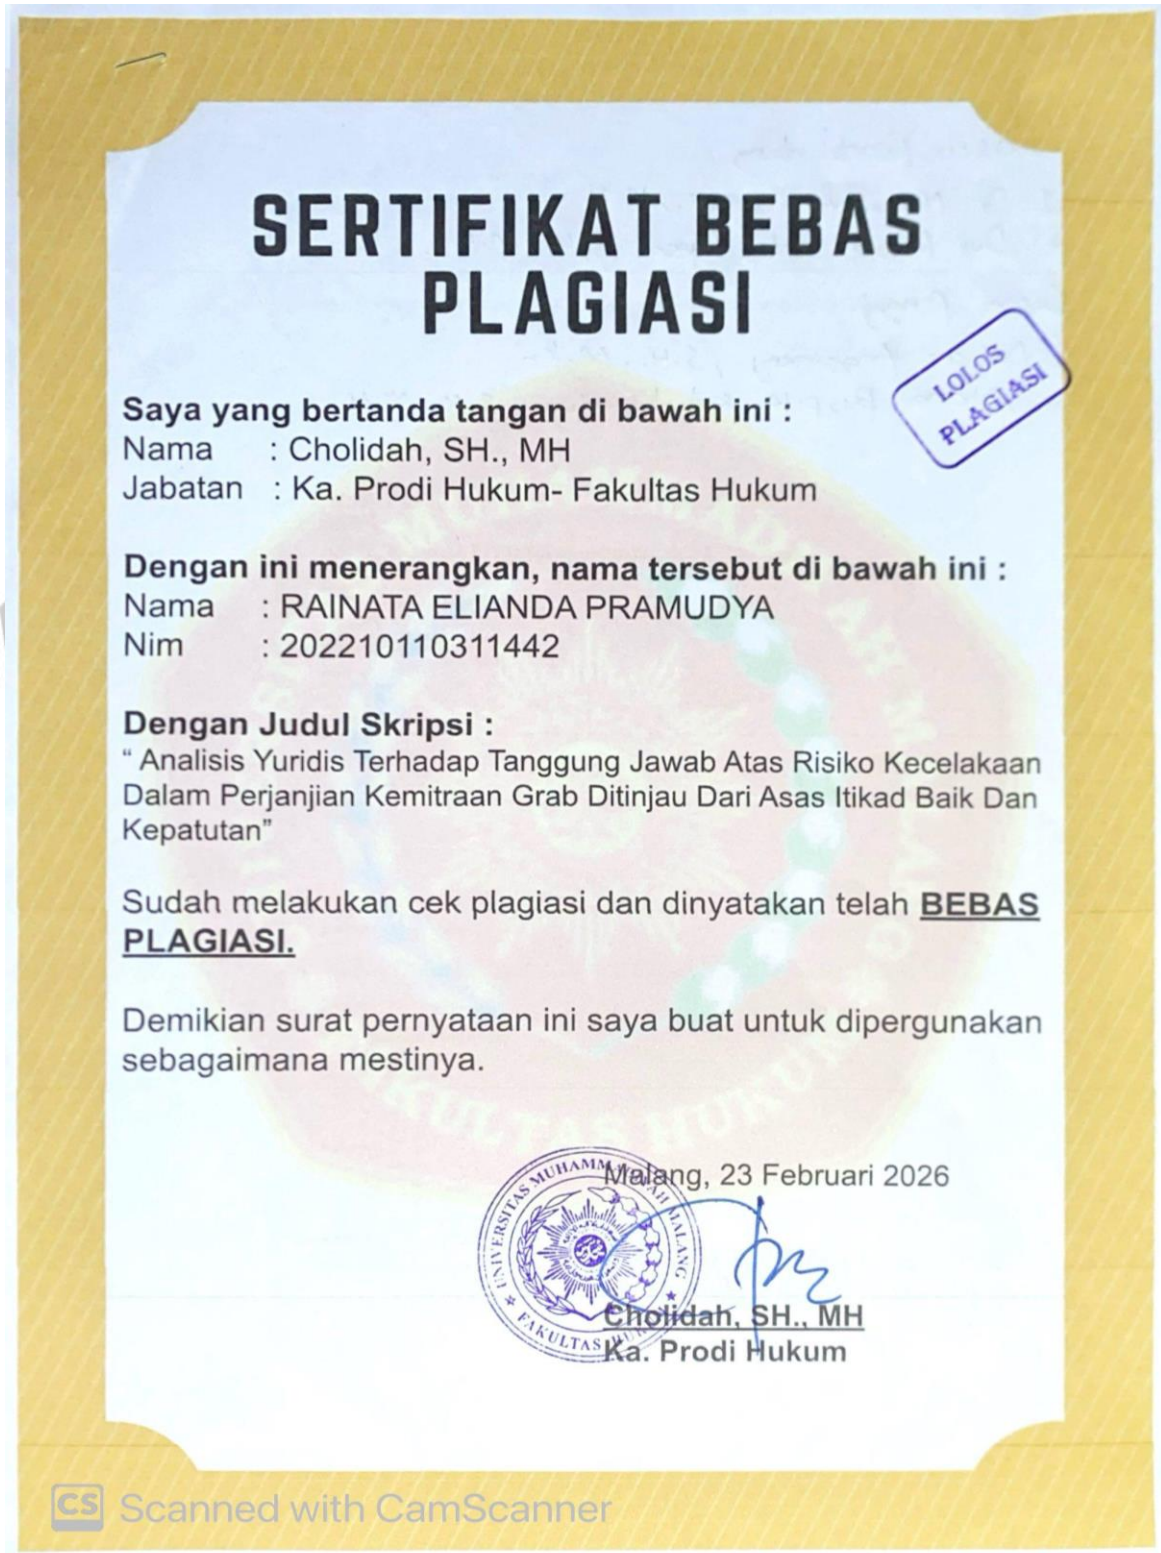 SERTIFIKAT BEBAS
PLAGIASI
LOLOS
PLAGIASI
Saya yang bertanda tangan di bawah ini :
Nama : Cholidah, SH., MH
Jabatan : Ka. Prodi Hukum- Fakultas Hukum
Dengan ini menerangkan, nama tersebut di bawah ini :
Nama : RAINATA ELIANDA PRAMUDYA
Nim : 202210110311442
Dengan Judul Skripsi :
“ Analisis Yuridis Terhadap Tanggung Jawab Atas Risiko Kecelakaan
Dalam Perjanjian Kemitraan Grab Ditinjau Dari Asas Itikad Baik Dan
Kepatutan”
Sudah melakukan cek plagiasi dan dinyatakan telah BEBAS
PLAGIASI.
Demikian surat pernyataan ini saya buat untuk dipergunakan
sebagaimana mestinya.
Malang, 23 Februari 2026
UNIVERSITAS MUHAMMADIYAH MALANG
FAKULTAS HUKUM
Cholidah, SH., MH
Ka. Prodi Hukum
CS Scanned with CamScanner